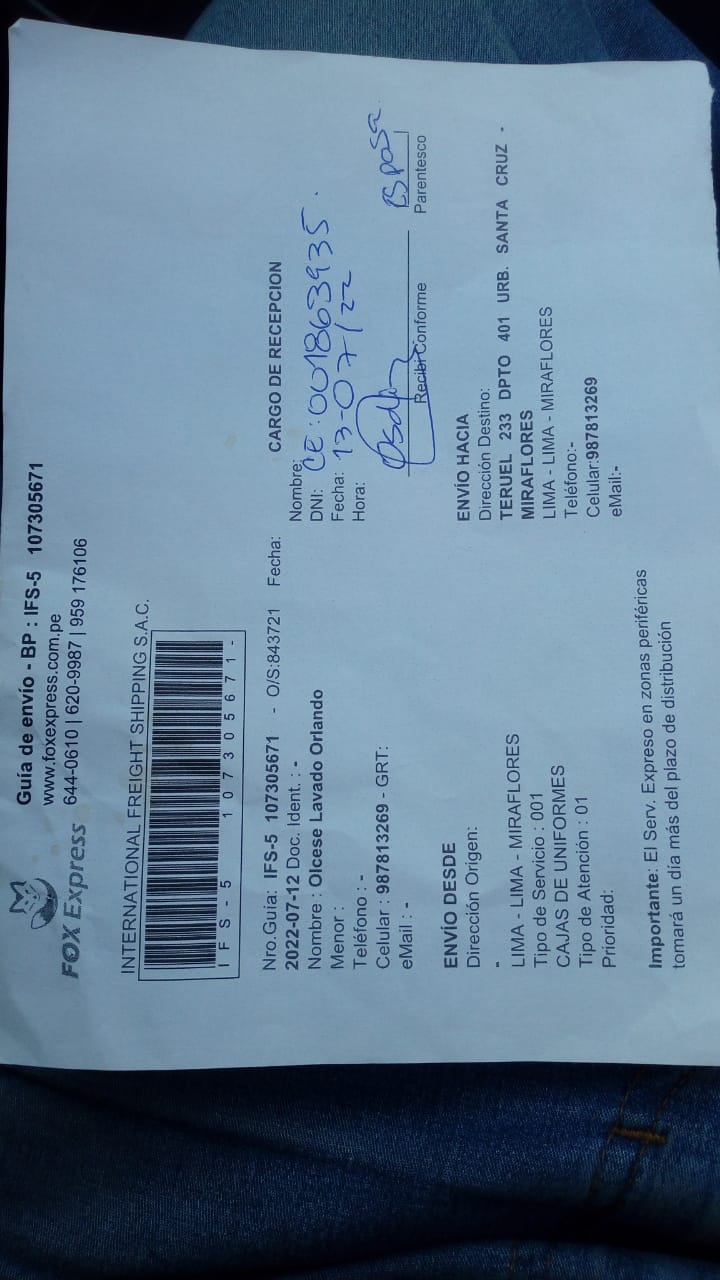 FOX Express
Guía de envío - BP : IFS-5 107305671
www.foxexpress.com.pe
644-0610 | 620-9987 | 959 176106
INTERNATIONAL FREIGHT SHIPPING S.A.C.
I F S - 5 1 0 7 3 0 5 6 7 1 -
Nro.Guía: IFS-5 107305671 - O/S:843721 Fecha:
2022-07-12 Doc. Ident. : -
Nombre : Olcese Lavado Orlando
Menor :
Teléfono : -
Celular : 987813269 - GRT:
eMail : -
CARGO DE RECEPCION
Nombre:
DNI: CE: 001863935.
Fecha: 13-07/22
Hora:
Recibi Conforme
Esposa
Parentesco
ENVÍO DESDE
Dirección Origen:
-
LIMA - LIMA - MIRAFLORES
Tipo de Servicio : 001
CAJAS DE UNIFORMES
Tipo de Atención : 01
Prioridad:
ENVÍO HACIA
Dirección Destino:
TERUEL 233 DPTO 401 URB. SANTA CRUZ -
MIRAFLORES
LIMA - LIMA - MIRAFLORES
Teléfono:-
Celular:987813269
eMail:-
Importante: El Serv. Expreso en zonas periféricas
tomará un día más del plazo de distribución